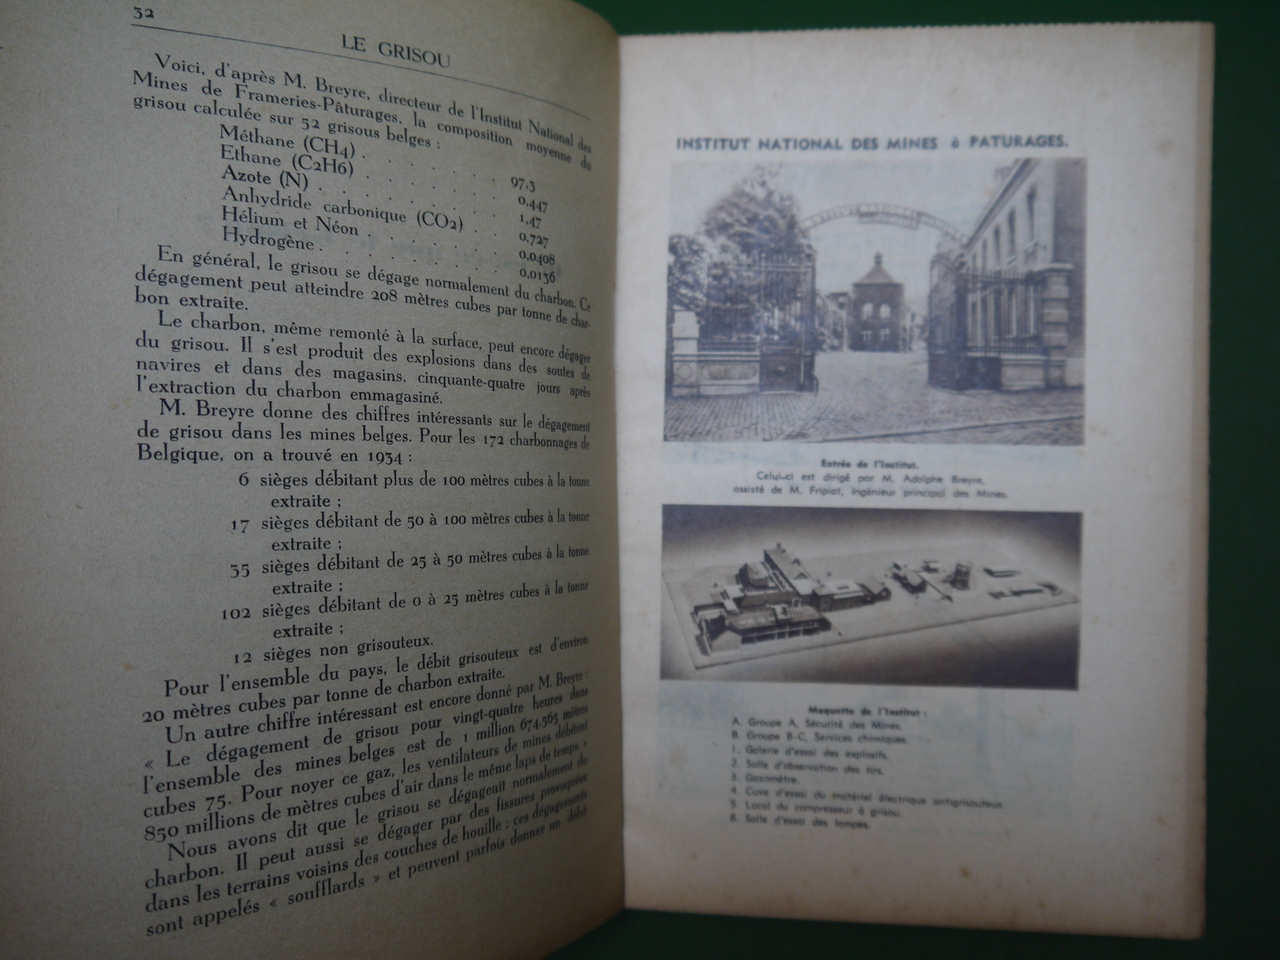 32
LE GRISOU
Voici, d'après M. Breyre, directeur de l'Institut National des
Mines de Frameries-Pâturages, la composition moyenne du
grisou calculée sur 52 grisous belges :
Méthane (CH4) . . . . . . . 97,3
Ethane (C2H6) . . . . . . . 0,447
Azote (N) . . . . . . . . 1,47
Anhydride carbonique (CO2) . . 0,727
Hélium et Néon . . . . . . 0,0408
Hydrogène . . . . . . . . 0,0136
En général, le grisou se dégage normalement du charbon. Ce
dégagement peut atteindre 208 mètres cubes par tonne de char-
bon extraite.
Le charbon, même remonté à la surface, peut encore dégager
du grisou. Il s'est produit des explosions dans des soutes de
navires et dans des magasins, cinquante-quatre jours après
l'extraction du charbon emmagasiné.
M. Breyre donne des chiffres intéressants sur le dégagement
de grisou dans les mines belges. Pour les 172 charbonnages de
Belgique, on a trouvé en 1934 :
6 sièges débitant plus de 100 mètres cubes à la tonne
extraite ;
17 sièges débitant de 50 à 100 mètres cubes à la tonne
extraite ;
35 sièges débitant de 25 à 50 mètres cubes à la tonne
extraite ;
102 sièges débitant de 0 à 25 mètres cubes à la tonne
extraite ;
12 sièges non grisouteux.
Pour l'ensemble du pays, le débit grisouteux est d'environ
20 mètres cubes par tonne de charbon extraite.
Un autre chiffre intéressant est encore donné par M. Breyre :
« Le dégagement de grisou pour vingt-quatre heures dans
l'ensemble des mines belges est de 1 million 674.565 mètres
cubes 75. Pour noyer ce gaz, les ventilateurs de mines débitent
850 millions de mètres cubes d'air dans le même laps de temps »
Nous avons dit que le grisou se dégageait normalement du
charbon. Il peut aussi se dégager par des fissures provoquées
dans les terrains voisins des couches de houille ; ces dégagements
sont appelés « soufflards » et peuvent parfois donner un débit
INSTITUT NATIONAL DES MINES à PATURAGES.
Entrée de l'Institut.
Celui-ci est dirigé par M. Adolphe Breyre,
assisté de M. Fripiat, ingénieur principal des Mines.
Maquette de l'Institut :
A. Groupe A, Sécurité des Mines.
B. Groupe B-C, Services chimiques.
1. Galerie d'essai des explosifs.
2. Salle d'observation des tirs.
3. Gazomètre.
4. Cuve d'essai du matériel électrique antigrisouteux.
5. Local du compresseur à grisou.
6. Salle d'essai des lampes.